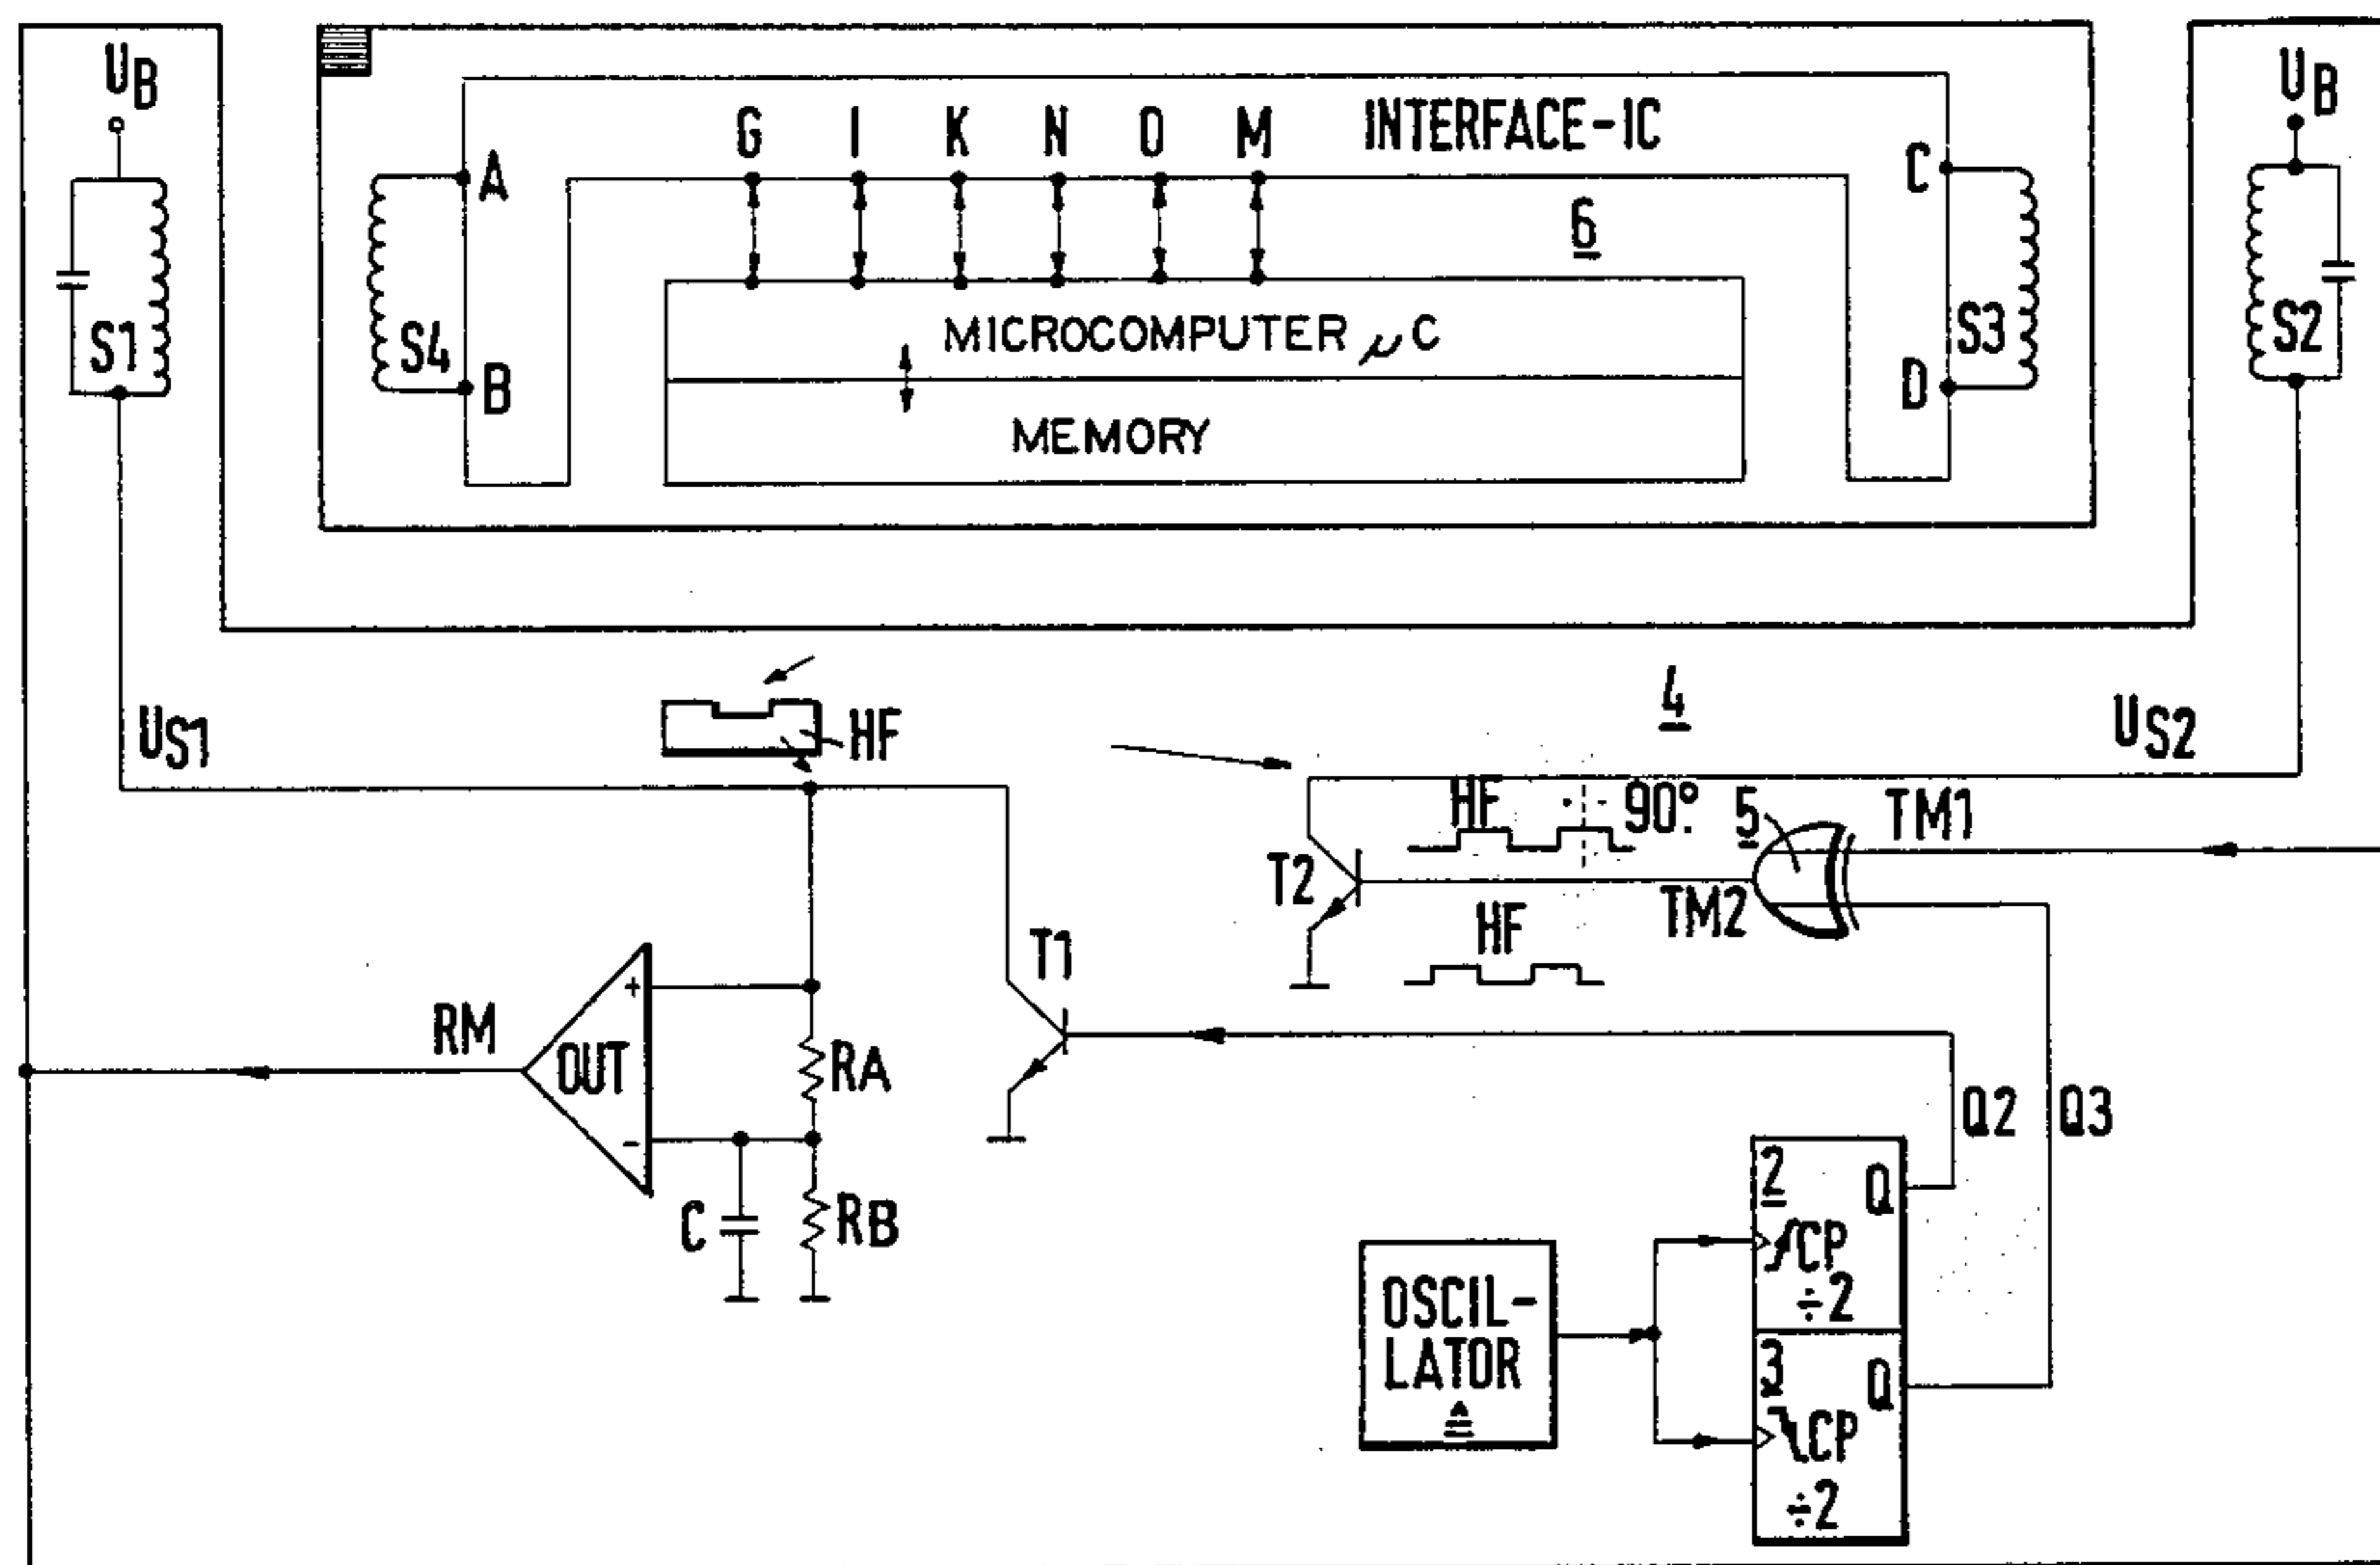 UB
UB
G I K N O M
INTERFACE-IC
A
C
6
S1
S4
MICROCOMPUTER μC
S3
S2
B
D
MEMORY
4
US1
HF
US2
HF
90°
5
TM1
T2
TM2
HF
T1
RM
+
OUT
RA
-
Q2
Q3
C
RB
2
Q
CP
÷2
OSCIL-
LATOR
3
Q
CP
÷2